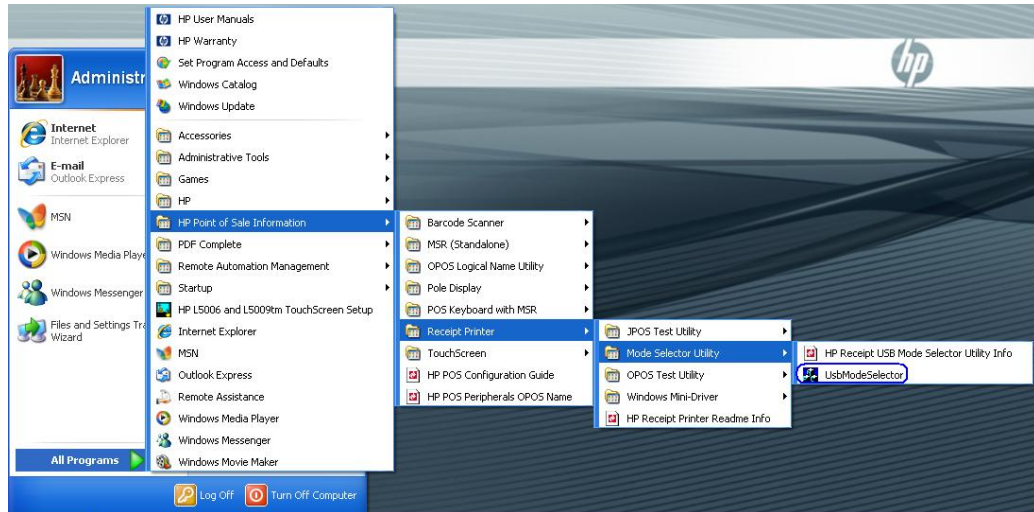 hp
Administr
Internet
Internet Explorer
E-mail
Outlook Express
MSN
Windows Media Playe
Windows Messenger
Files and Settings Tra
Wizard
All Programs
Log Off
Turn Off Computer
HP User Manuals
HP Warranty
Set Program Access and Defaults
Windows Catalog
Windows Update
Accessories
Administrative Tools
Games
HP
HP Point of Sale Information
PDF Complete
Remote Automation Management
Startup
HP L5006 and L5009tm TouchScreen Setup
Internet Explorer
MSN
Outlook Express
Remote Assistance
Windows Media Player
Windows Messenger
Windows Movie Maker
Barcode Scanner
MSR (Standalone)
OPOS Logical Name Utility
Pole Display
POS Keyboard with MSR
Receipt Printer
TouchScreen
HP POS Configuration Guide
HP POS Peripherals OPOS Name
JPOS Test Utility
Mode Selector Utility
OPOS Test Utility
Windows Mini-Driver
HP Receipt Printer Readme Info
HP Receipt USB Mode Selector Utility Info
UsbModeSelector